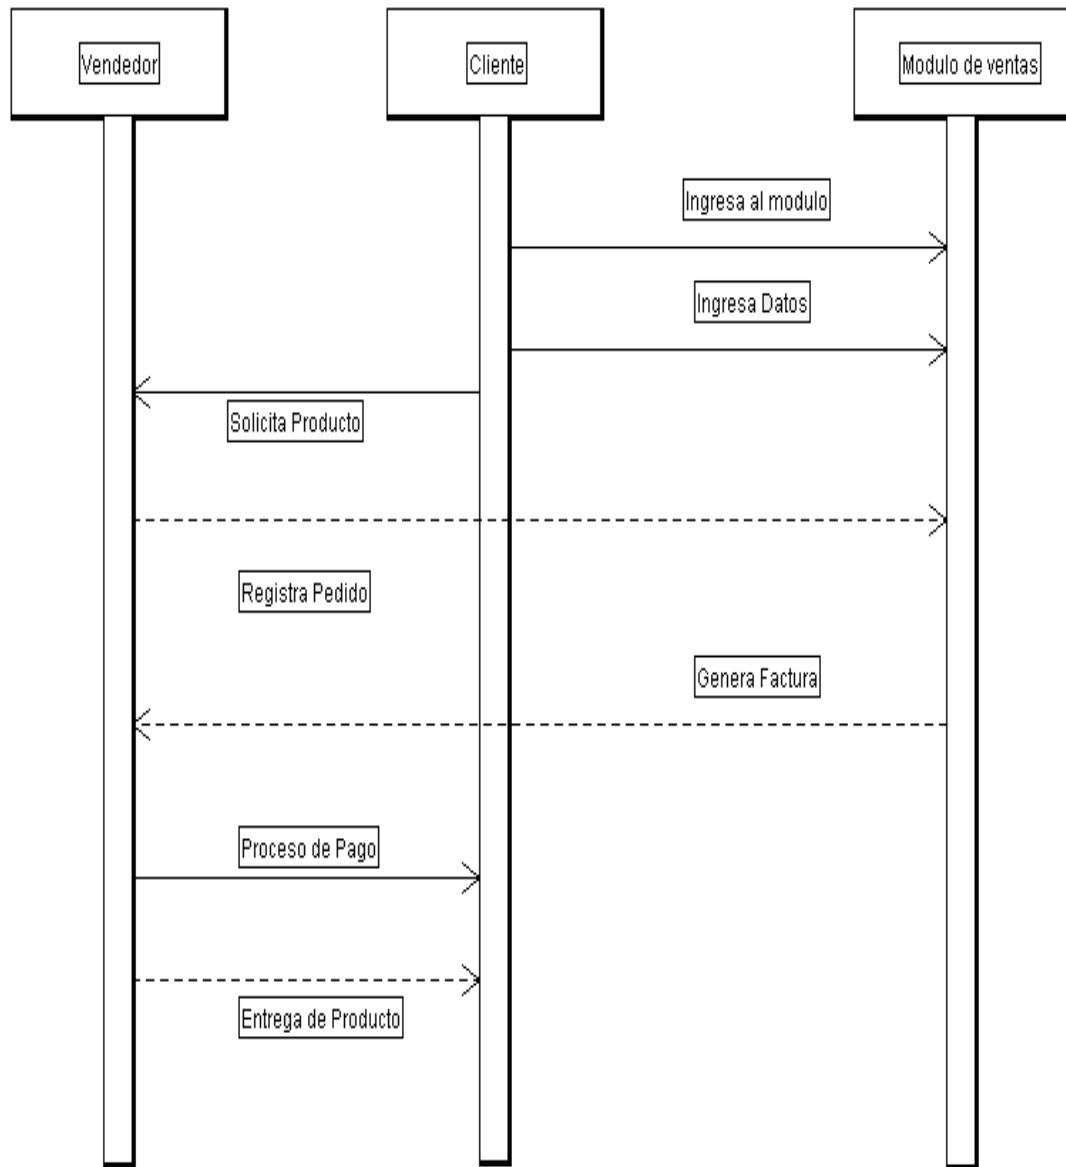 Vendedor
Cliente
Modulo de ventas
Ingresa al modulo
Ingresa Datos
Solicita Producto
Registra Pedido
Genera Factura
Proceso de Pago
Entrega de Producto